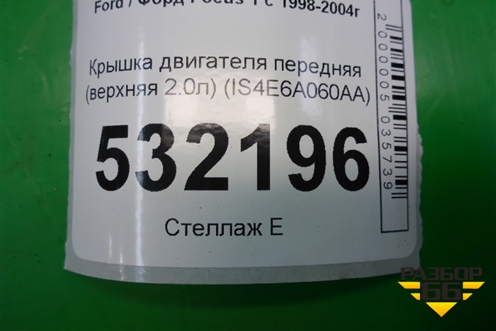 Ford / Форд Focus 1 с 1998-2004г
Крышка двигателя передняя
(верхняя 2.0л) (IS4E6A060AA)
532196
Стеллаж Е
2000005035739
РАЗБОР
66